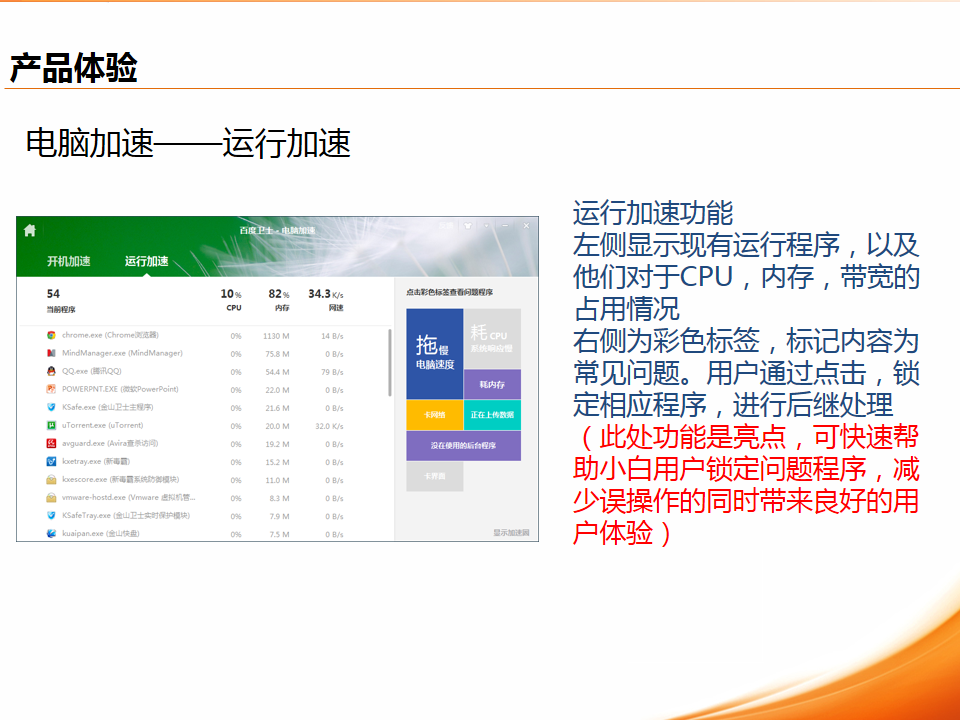 产品体验
电脑加速——运行加速
百度卫士·电脑加速
开机加速 运行加速
54 10% 82% 34.3 K/s
当前程序 CPU 内存 网速
chrome.exe (Chrome浏览器) 0% 1130 M 14 B/s
MindManager.exe (MindManager) 0% 75.8 M 0 B/s
QQ.exe (腾讯QQ) 0% 54.4 M 79 B/s
POWERPNT.EXE (微软PowerPoint) 0% 22.0 M 0 B/s
KSafe.exe (金山卫士主程序) 0% 21.6 M 0 B/s
uTorrent.exe (uTorrent) 0% 20.0 M 32.0 K/s
avguard.exe (Avira查杀访问) 0% 19.2 M 0 B/s
kxetray.exe (新毒霸) 0% 15.2 M 0 B/s
kxescore.exe (新毒霸系统防御模块) 0% 11.0 M 0 B/s
vmware-hostd.exe (Vmware 虚拟机管... 0% 8.3 M 0 B/s
KSafeTray.exe (金山卫士实时保护模块) 0% 7.9 M 0 B/s
kuaipan.exe (金山快盘) 0% 7.5 M 0 B/s
点击彩色标签查看问题程序
拖慢
电脑速度
耗CPU
系统响应慢
耗内存
卡网络
正在上传数据
没在使用的后台程序
卡界面
显示加速网
运行加速功能
左侧显示现有运行程序，以及
他们对于CPU，内存，带宽的
占用情况
右侧为彩色标签，标记内容为
常见问题。用户通过点击，锁
定相应程序，进行后继处理
（此处功能是亮点，可快速帮
助小白用户锁定问题程序，减
少误操作的同时带来良好的用
户体验）